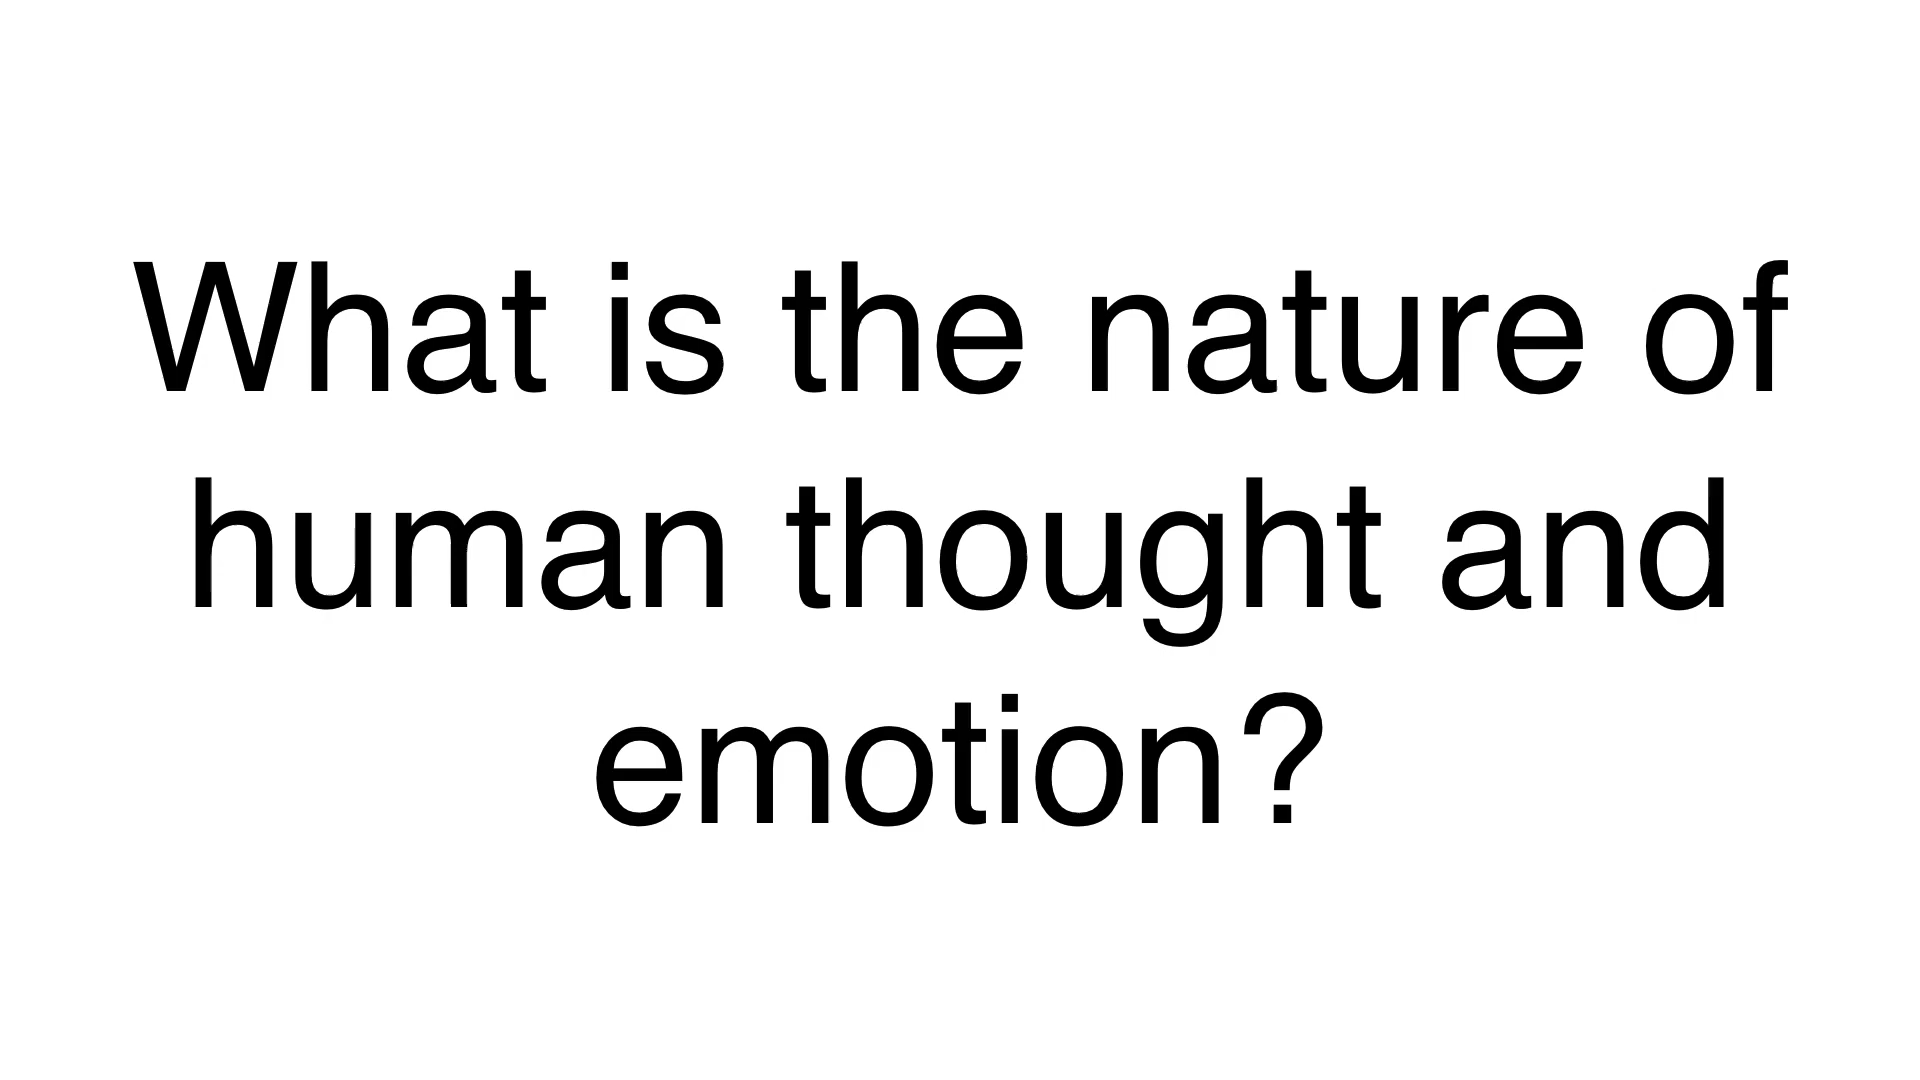 What is the nature of
human thought and
emotion?